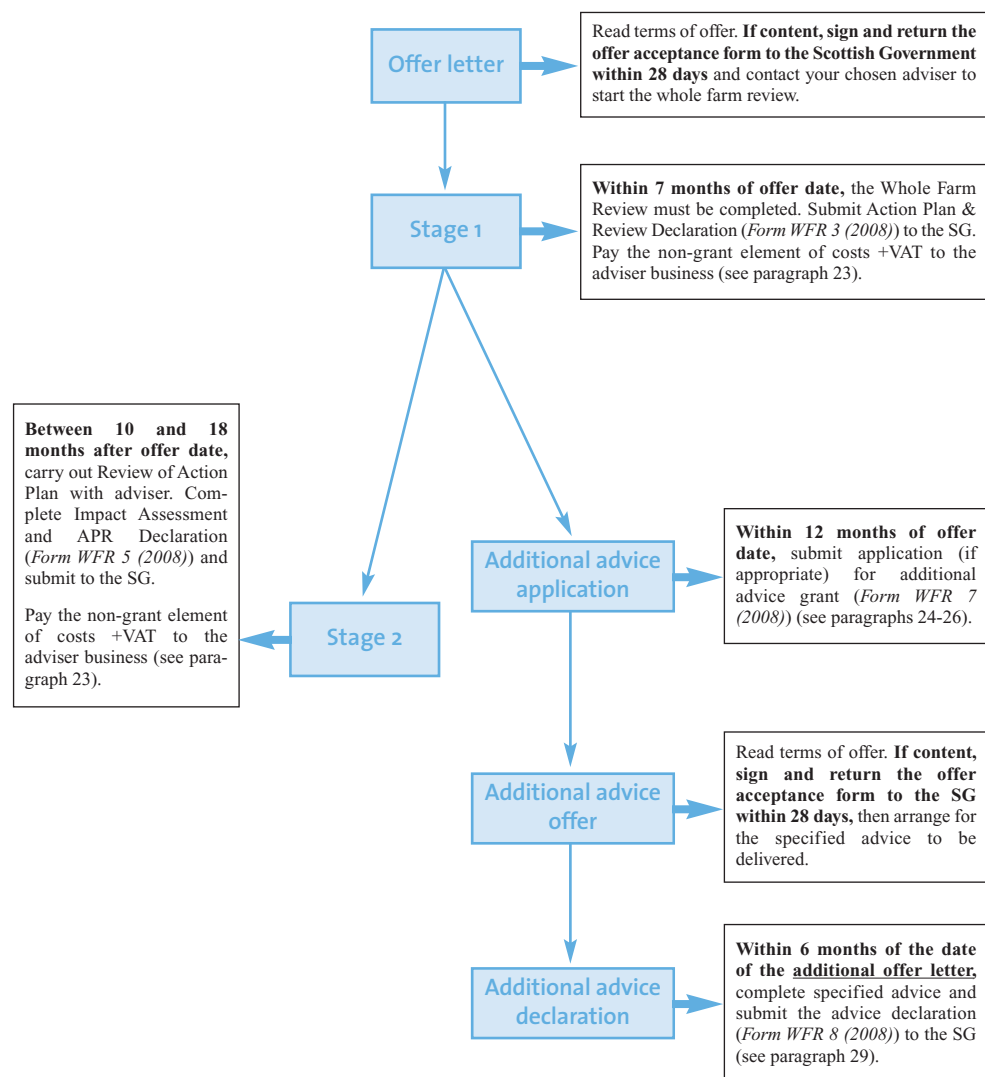 Offer letter
Read terms of offer. If content, sign and return the
offer acceptance form to the Scottish Government
within 28 days and contact your chosen adviser to
start the whole farm review.
Stage 1
Within 7 months of offer date, the Whole Farm
Review must be completed. Submit Action Plan &
Review Declaration (Form WFR 3 (2008)) to the SG.
Pay the non-grant element of costs +VAT to the
adviser business (see paragraph 23).
Between 10 and 18
months after offer date,
carry out Review of Action
Plan with adviser. Com-
plete Impact Assessment
and APR Declaration
(Form WFR 5 (2008)) and
submit to the SG.
Pay the non-grant element
of costs +VAT to the
adviser business (see para-
graph 23).
Stage 2
Additional advice
application
Within 12 months of offer
date, submit application (if
appropriate) for additional
advice grant (Form WFR 7
(2008)) (see paragraphs 24-26).
Additional advice
offer
Read terms of offer. If content,
sign and return the offer
acceptance form to the SG
within 28 days, then arrange for
the specified advice to be
delivered.
Additional advice
declaration
Within 6 months of the date
of the additional offer letter,
complete specified advice and
submit the advice declaration
(Form WFR 8 (2008)) to the SG
(see paragraph 29).